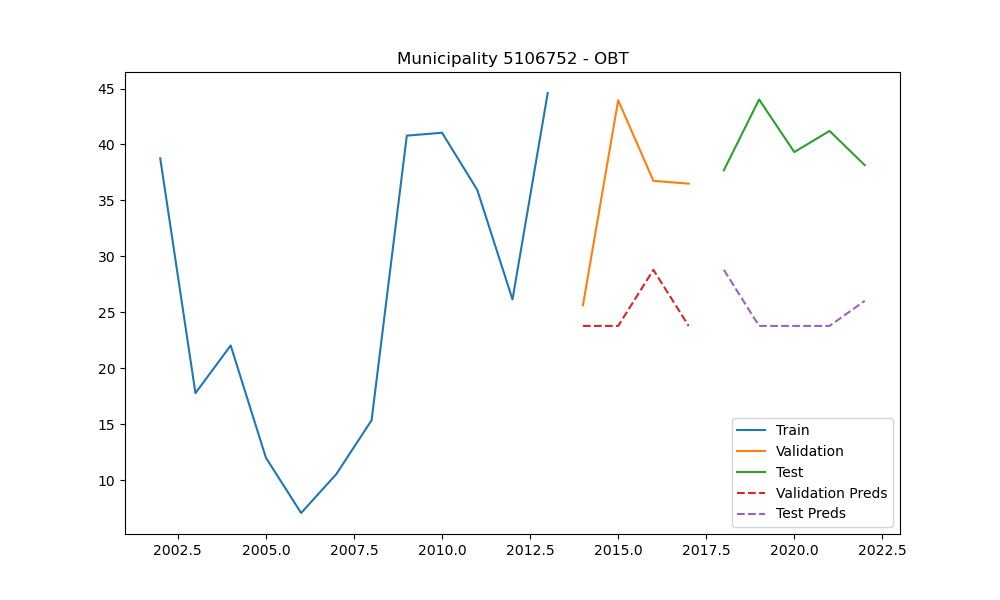 Municipality 5106752 - OBT
45
40
35
30
25
20
15
10
2002.5 2005.0 2007.5 2010.0 2012.5 2015.0 2017.5 2020.0 2022.5
Train
Validation
Test
Validation Preds
Test Preds